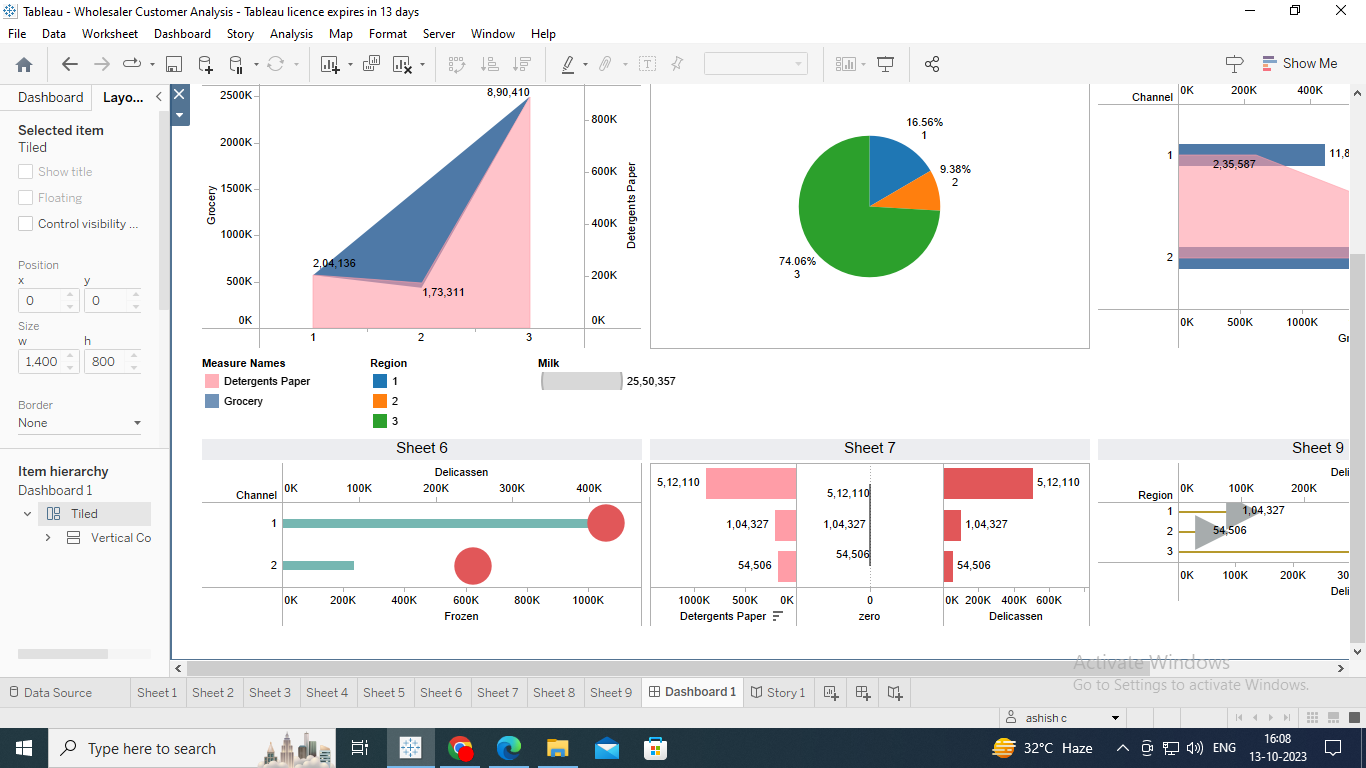 Tableau - Wholesaler Customer Analysis - Tableau licence expires in 13 days
File Data Worksheet Dashboard Story Analysis Map Format Server Window Help
Show Me
Dashboard Layo...
Selected item
Tiled
Show title
Floating
Control visibility ...
Position
x y
0 0
Size
w h
1,400 800
Border
None
Item hierarchy
Dashboard 1
Tiled
Vertical Co
2500K
2000K
1500K
1000K
500K
0K
Grocery
8,90,410
2,04,136
1,73,311
800K
600K
400K
200K
0K
Detergents Paper
1 2 3
16.56%
1
9.38%
2
74.06%
3
Channel
0K 200K 400K
1
2,35,587
11,8
2
0K 500K 1000K
Gr
Measure Names
Detergents Paper
Grocery
Region
1
2
3
Milk
25,50,357
Sheet 6
Delicassen
Channel
0K 100K 200K 300K 400K
1
2
0K 200K 400K 600K 800K 1000K
Frozen
Sheet 7
5,12,110 5,12,110 5,12,110
1,04,327 1,04,327 1,04,327
54,506 54,506 54,506
1000K 500K 0K 0 0K 200K 400K 600K
Detergents Paper zero Delicassen
Sheet 9
Deli
Region
0K 100K 200K
1 1,04,327
2 54,506
3
0K 100K 200K 30
Deli
Activate Windows
Go to Settings to activate Windows.
Data Source Sheet 1 Sheet 2 Sheet 3 Sheet 4 Sheet 5 Sheet 6 Sheet 7 Sheet 8 Sheet 9 Dashboard 1 Story 1
ashish c
Type here to search
32°C Haze
ENG
16:08
13-10-2023